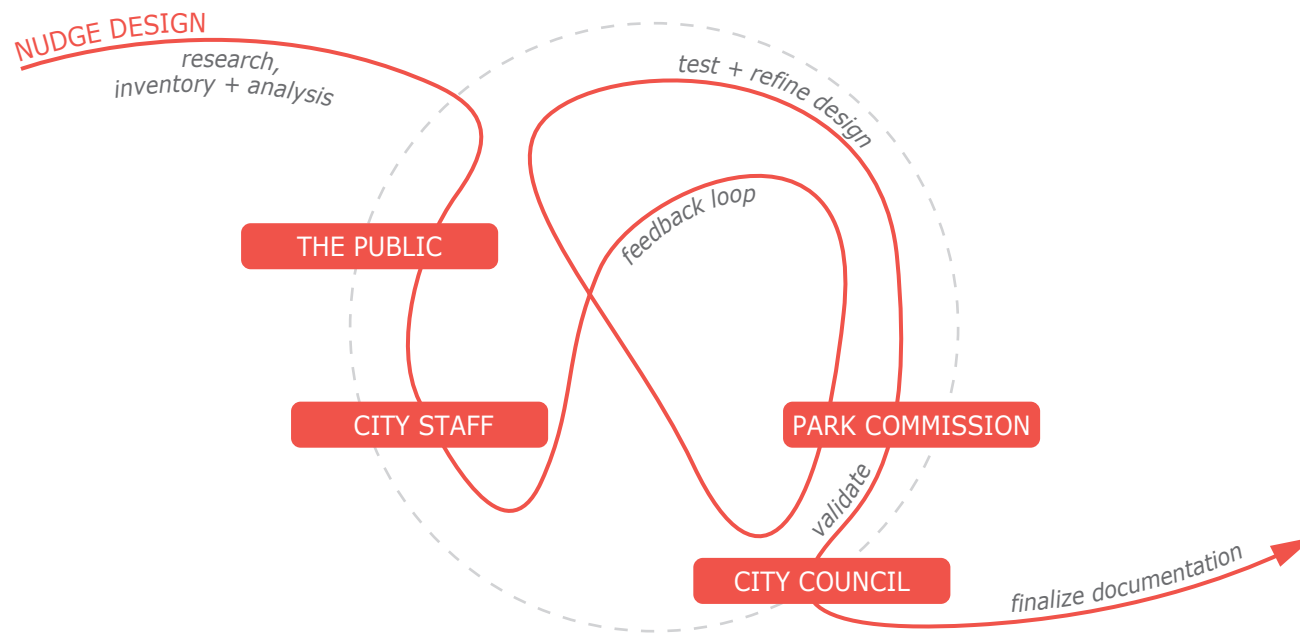 NUDGE DESIGN
research,
inventory + analysis
THE PUBLIC
CITY STAFF
feedback loop
test + refine design
PARK COMMISSION
validate
CITY COUNCIL
finalize documentation